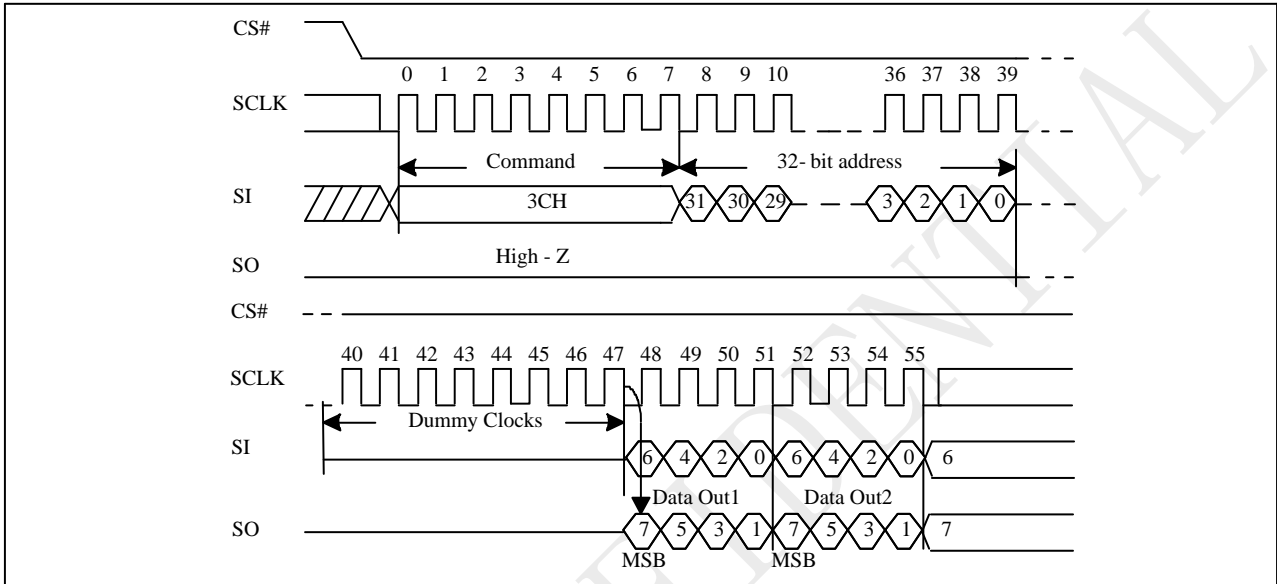 CS#
0 1 2 3 4 5 6 7 8 9 10 36 37 38 39
SCLK
Command 32- bit address
SI 3CH 31 30 29 3 2 1 0
High - Z
SO
CS#
40 41 42 43 44 45 46 47 48 49 50 51 52 53 54 55
SCLK
Dummy Clocks
SI 6 4 2 0 6 4 2 0 6
Data Out1 Data Out2
SO 7 5 3 1 7 5 3 1 7
MSB MSB
IDENTIAL